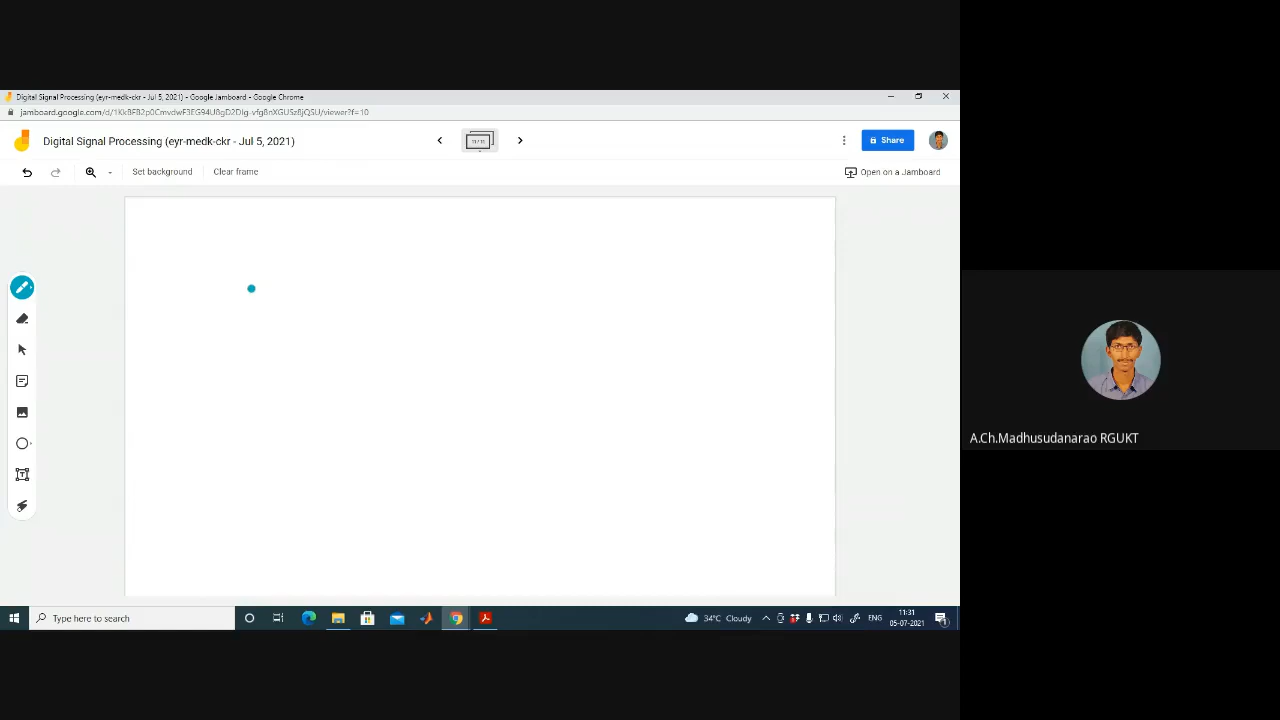 Digital Signal Processing (eyr-medk-ckr - Jul 5, 2021) - Google Jamboard - Google Chrome
Digital Signal Processing (eyr-medk-ckr - Jul 5, 2021)
11 / 11
Share
Set background
Clear frame
Open on a Jamboard
A.Ch.Madhusudanarao RGUKT
Type here to search
34°C Cloudy
ENG
11:31
05-07-2021